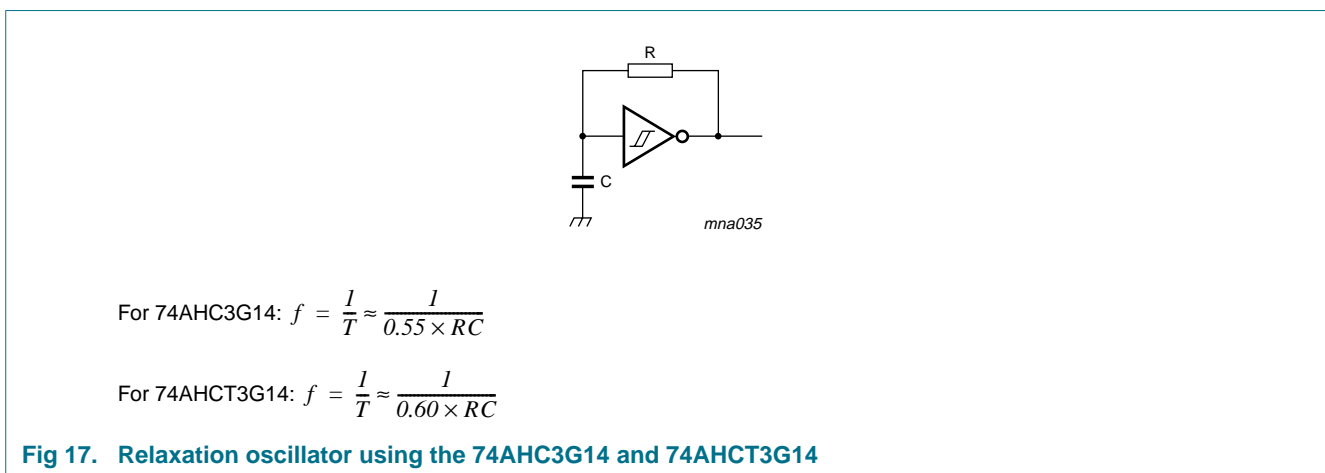 R
C
mna035
For 74AHC3G14: f = 1/T ≈ 1/(0.55 × RC)
For 74AHCT3G14: f = 1/T ≈ 1/(0.60 × RC)
Fig 17. Relaxation oscillator using the 74AHC3G14 and 74AHCT3G14